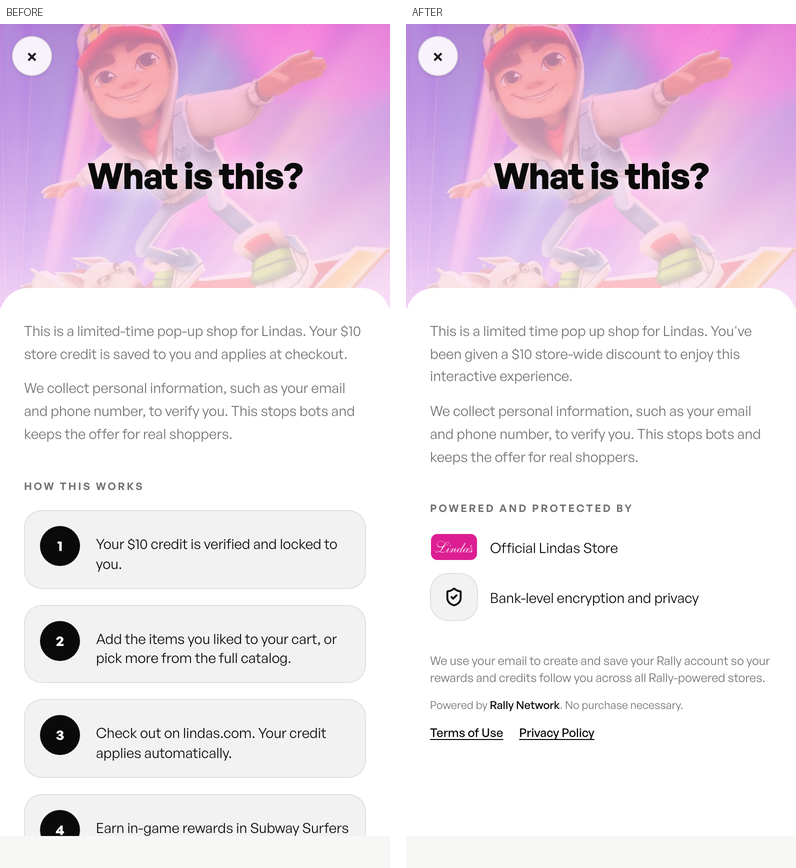 BEFORE
×
What is this?
This is a limited-time pop-up shop for Lindas. Your $10
store credit is saved to you and applies at checkout.
We collect personal information, such as your email
and phone number, to verify you. This stops bots and
keeps the offer for real shoppers.
HOW THIS WORKS
1
Your $10 credit is verified and locked to
you.
2
Add the items you liked to your cart, or
pick more from the full catalog.
3
Check out on lindas.com. Your credit
applies automatically.
4
Earn in-game rewards in Subway Surfers
AFTER
×
What is this?
This is a limited time pop up shop for Lindas. You've
been given a $10 store-wide discount to enjoy this
interactive experience.
We collect personal information, such as your email
and phone number, to verify you. This stops bots and
keeps the offer for real shoppers.
POWERED AND PROTECTED BY
Linda's
Official Lindas Store
Bank-level encryption and privacy
We use your email to create and save your Rally account so your
rewards and credits follow you across all Rally-powered stores.
Powered by Rally Network. No purchase necessary.
Terms of Use Privacy Policy